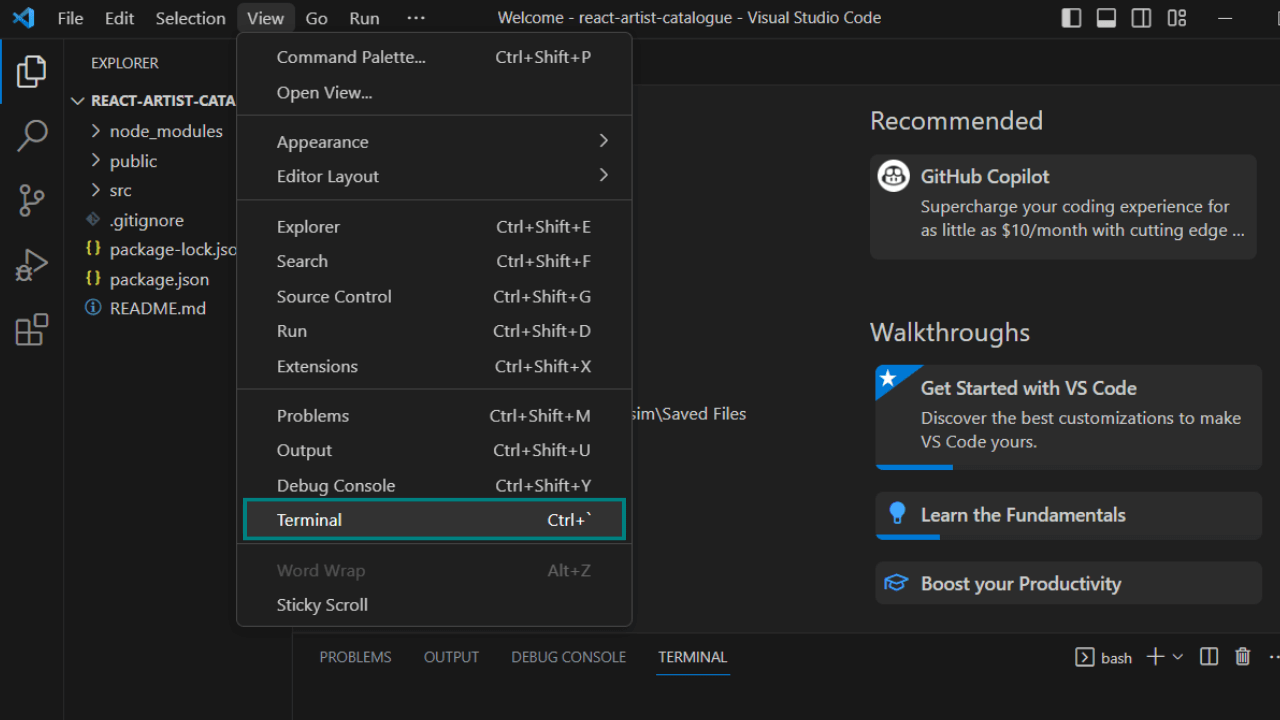 File Edit Selection View Go Run ··· Welcome - react-artist-catalogue - Visual Studio Code
EXPLORER
REACT-ARTIST-CATA
node_modules
public
src
.gitignore
package-lock.jso
package.json
README.md
Command Palette... Ctrl+Shift+P
Open View...
Appearance
Editor Layout
Explorer Ctrl+Shift+E
Search Ctrl+Shift+F
Source Control Ctrl+Shift+G
Run Ctrl+Shift+D
Extensions Ctrl+Shift+X
Problems Ctrl+Shift+M
Output Ctrl+Shift+U
Debug Console Ctrl+Shift+Y
Terminal Ctrl+`
Word Wrap Alt+Z
Sticky Scroll
sim\Saved Files
Recommended
GitHub Copilot
Supercharge your coding experience for
as little as $10/month with cutting edge ...
Walkthroughs
Get Started with VS Code
Discover the best customizations to make
VS Code yours.
Learn the Fundamentals
Boost your Productivity
PROBLEMS OUTPUT DEBUG CONSOLE TERMINAL bash